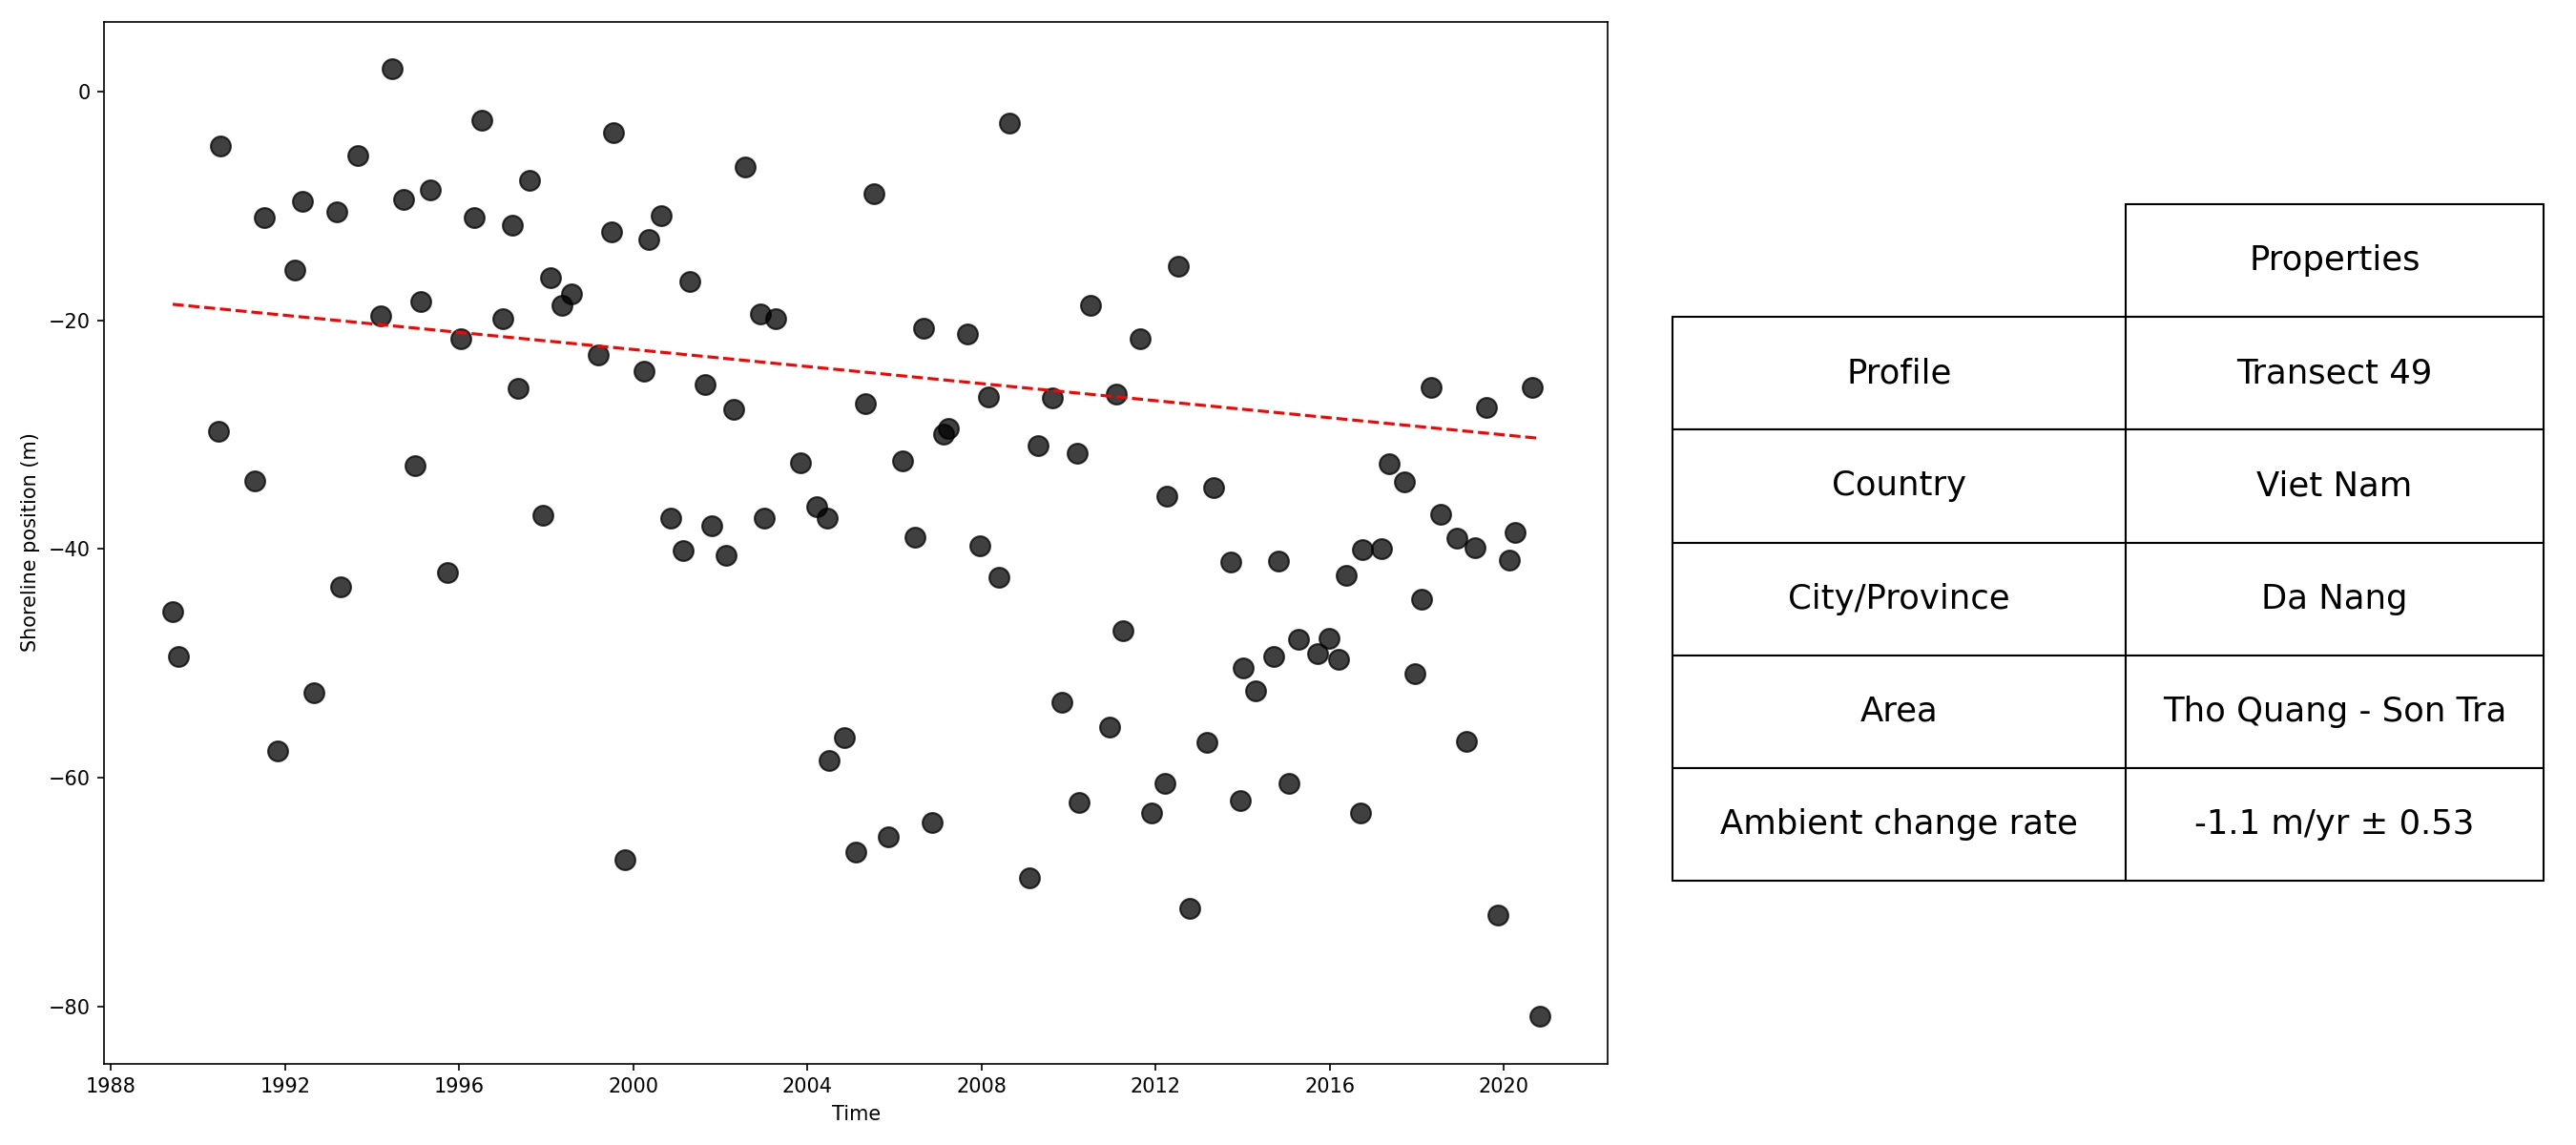 0
−20
−40
−60
−80
Shoreline position (m)
1988 1992 1996 2000 2004 2008 2012 2016 2020
Time
Properties
Profile Transect 49
Country Viet Nam
City/Province Da Nang
Area Tho Quang - Son Tra
Ambient change rate -1.1 m/yr ± 0.53